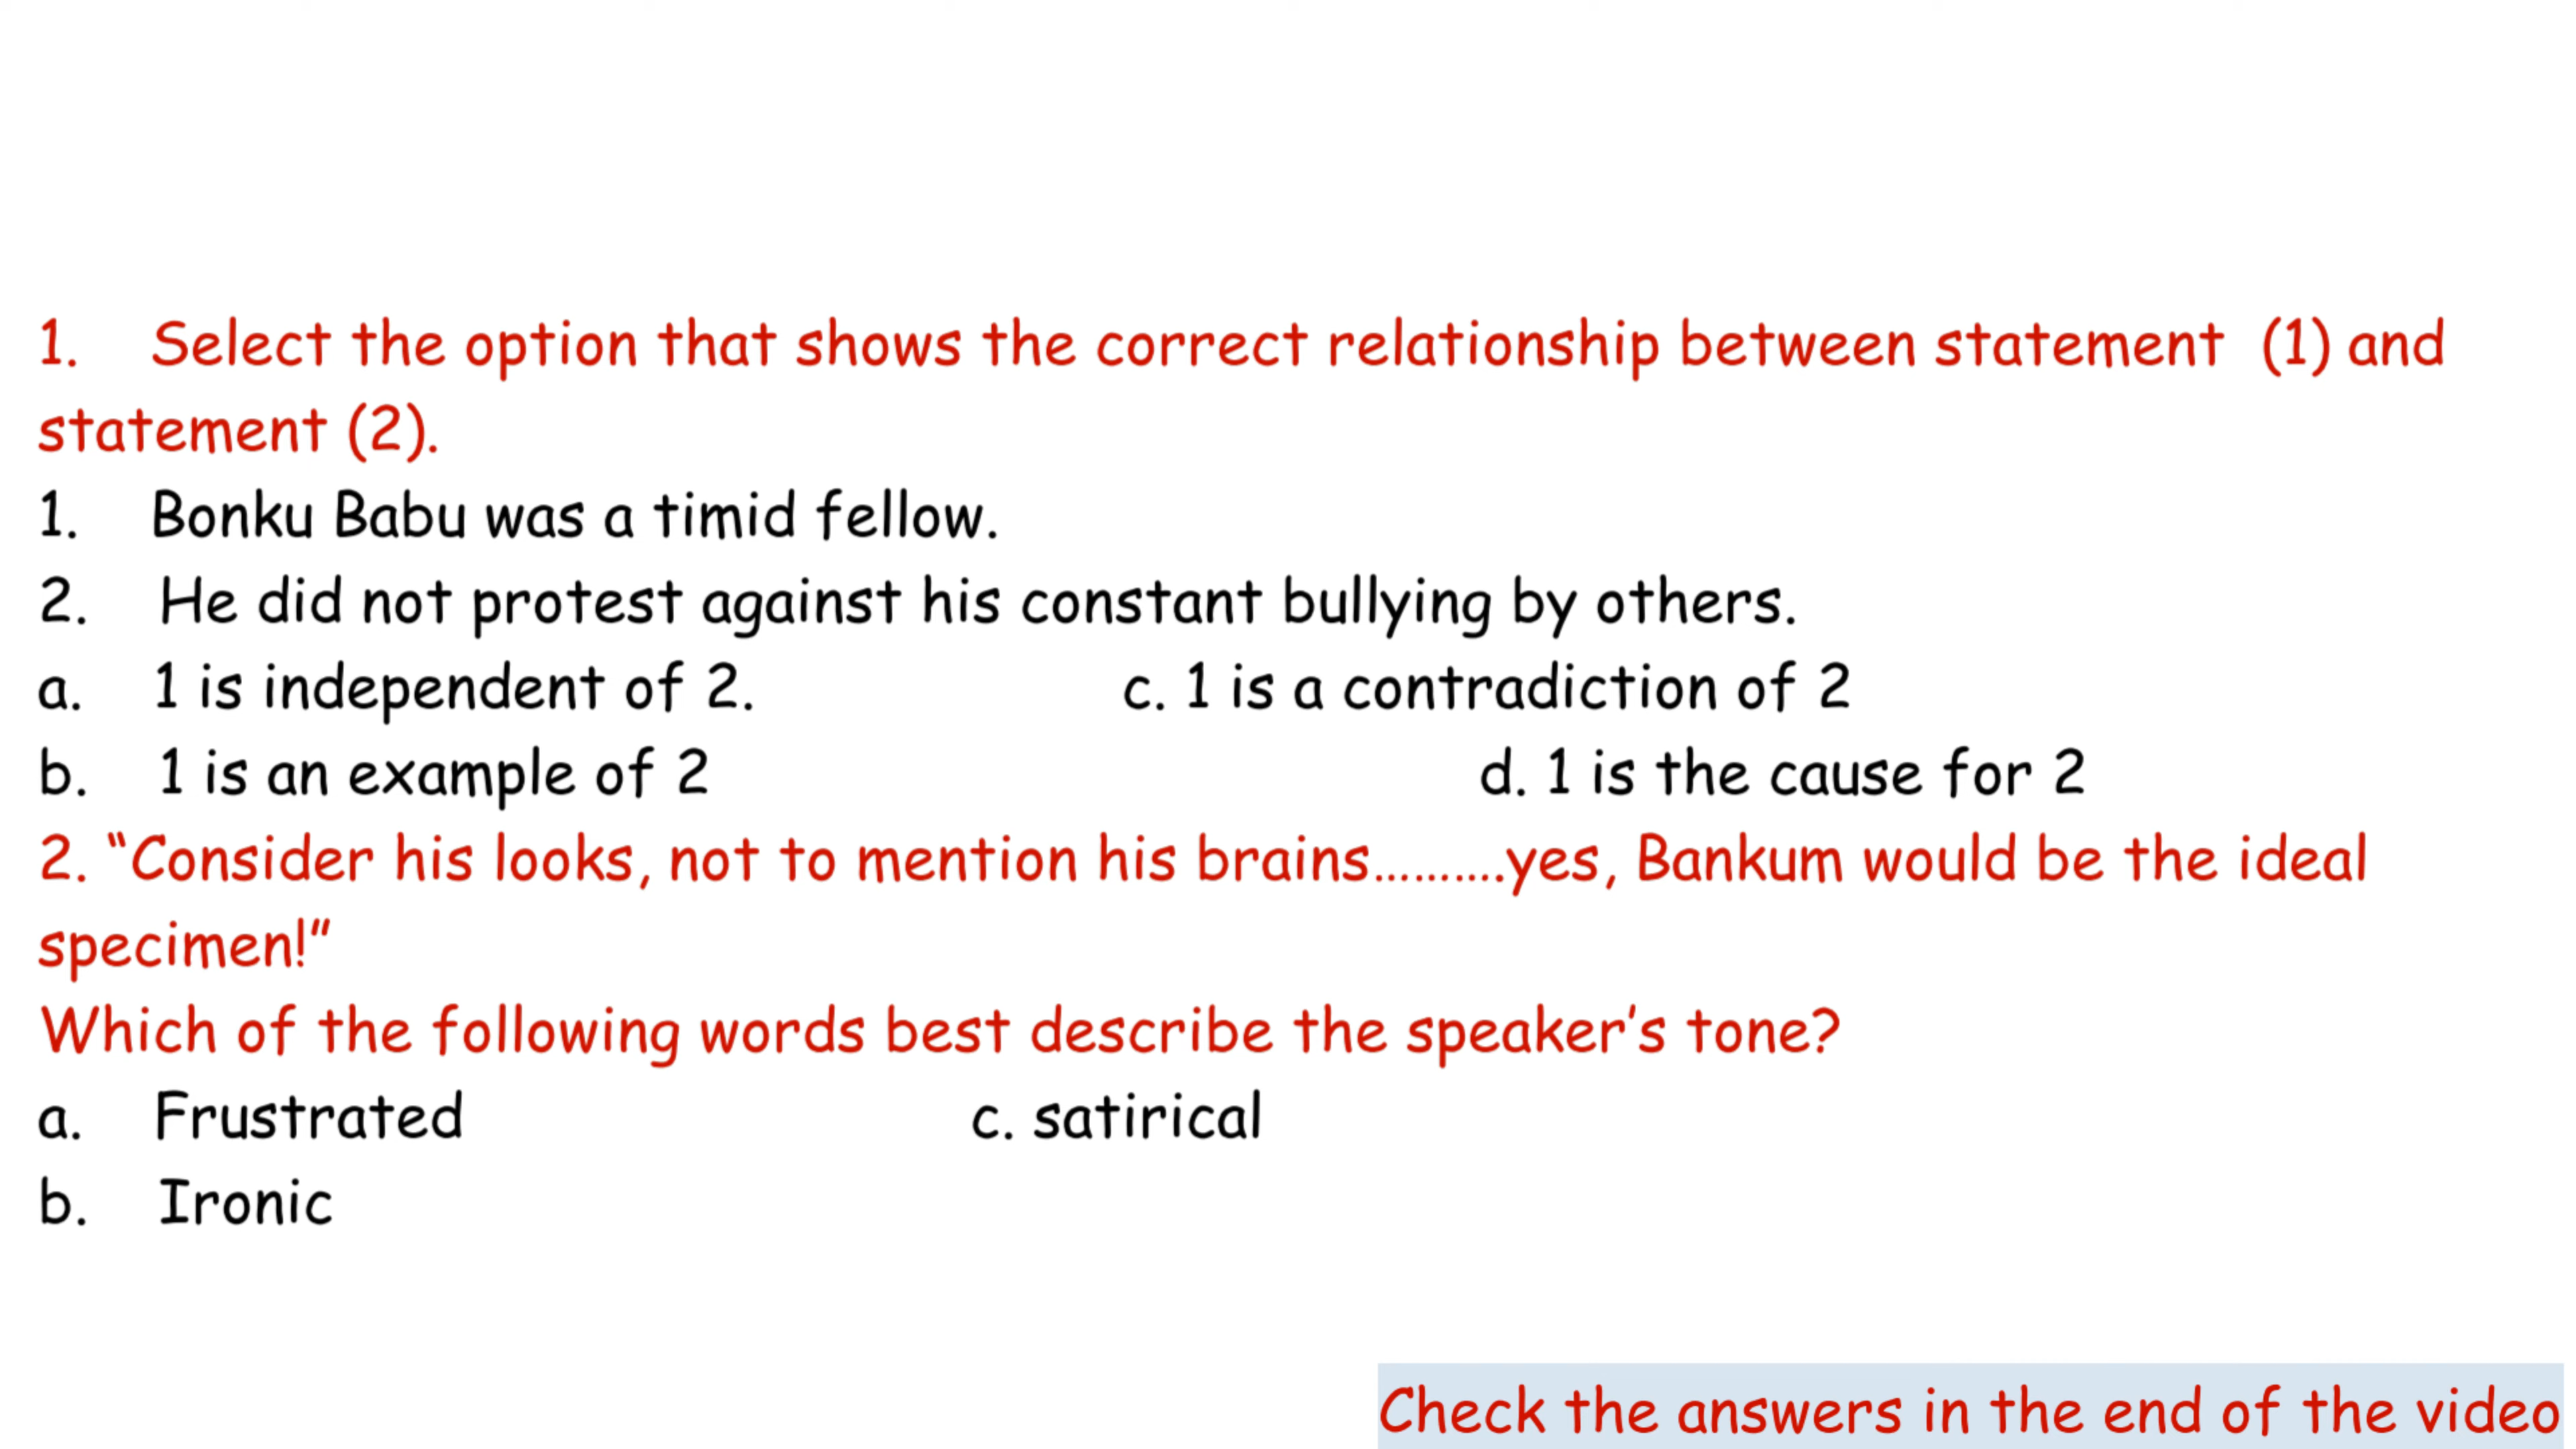 1. Select the option that shows the correct relationship between statement (1) and
statement (2).
1. Bonku Babu was a timid fellow.
2. He did not protest against his constant bullying by others.
a. 1 is independent of 2. c. 1 is a contradiction of 2
b. 1 is an example of 2 d. 1 is the cause for 2
2. “Consider his looks, not to mention his brains..........yes, Bankum would be the ideal
specimen!”
Which of the following words best describe the speaker’s tone?
a. Frustrated c. satirical
b. Ironic
Check the answers in the end of the video